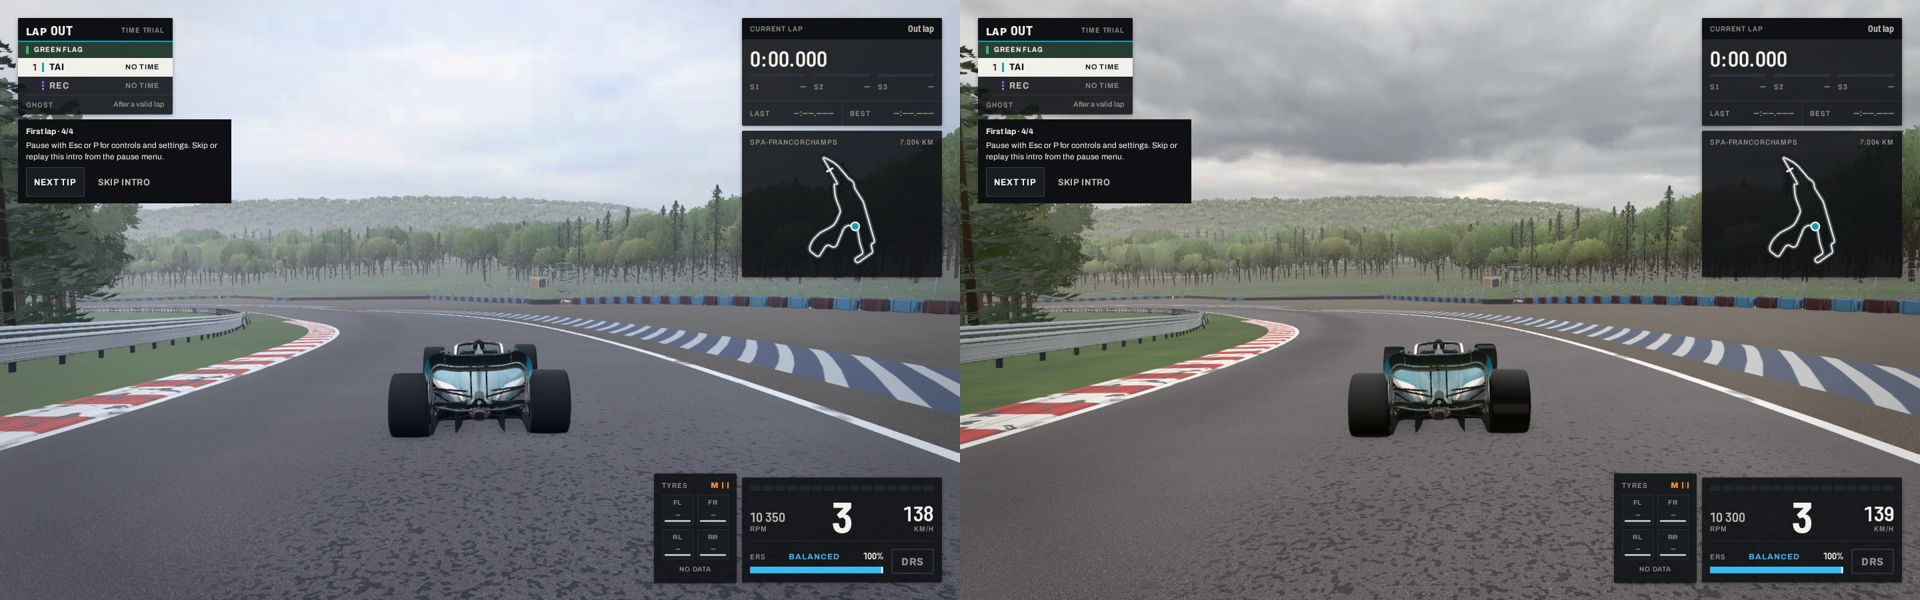 LAP OUT TIME TRIAL
GREEN FLAG
1 TAI NO TIME
REC NO TIME
GHOST After a valid lap
First lap · 4/4
Pause with Esc or P for controls and settings. Skip or
replay this intro from the pause menu.
NEXT TIP SKIP INTRO
CURRENT LAP Out lap
0:00.000
S1 – S2 – S3 –
LAST –:––.––– BEST –:––.–––
SPA-FRANCORCHAMPS 7.004 KM
TYRES M
FL FR
– –
RL RR
– –
NO DATA
10 350 3 138
RPM KM/H
ERS BALANCED 100% DRS
LAP OUT TIME TRIAL
GREEN FLAG
1 TAI NO TIME
REC NO TIME
GHOST After a valid lap
First lap · 4/4
Pause with Esc or P for controls and settings. Skip or
replay this intro from the pause menu.
NEXT TIP SKIP INTRO
CURRENT LAP Out lap
0:00.000
S1 – S2 – S3 –
LAST –:––.––– BEST –:––.–––
SPA-FRANCORCHAMPS 7.004 KM
TYRES M
FL FR
– –
RL RR
– –
NO DATA
10 300 3 139
RPM KM/H
ERS BALANCED 100% DRS